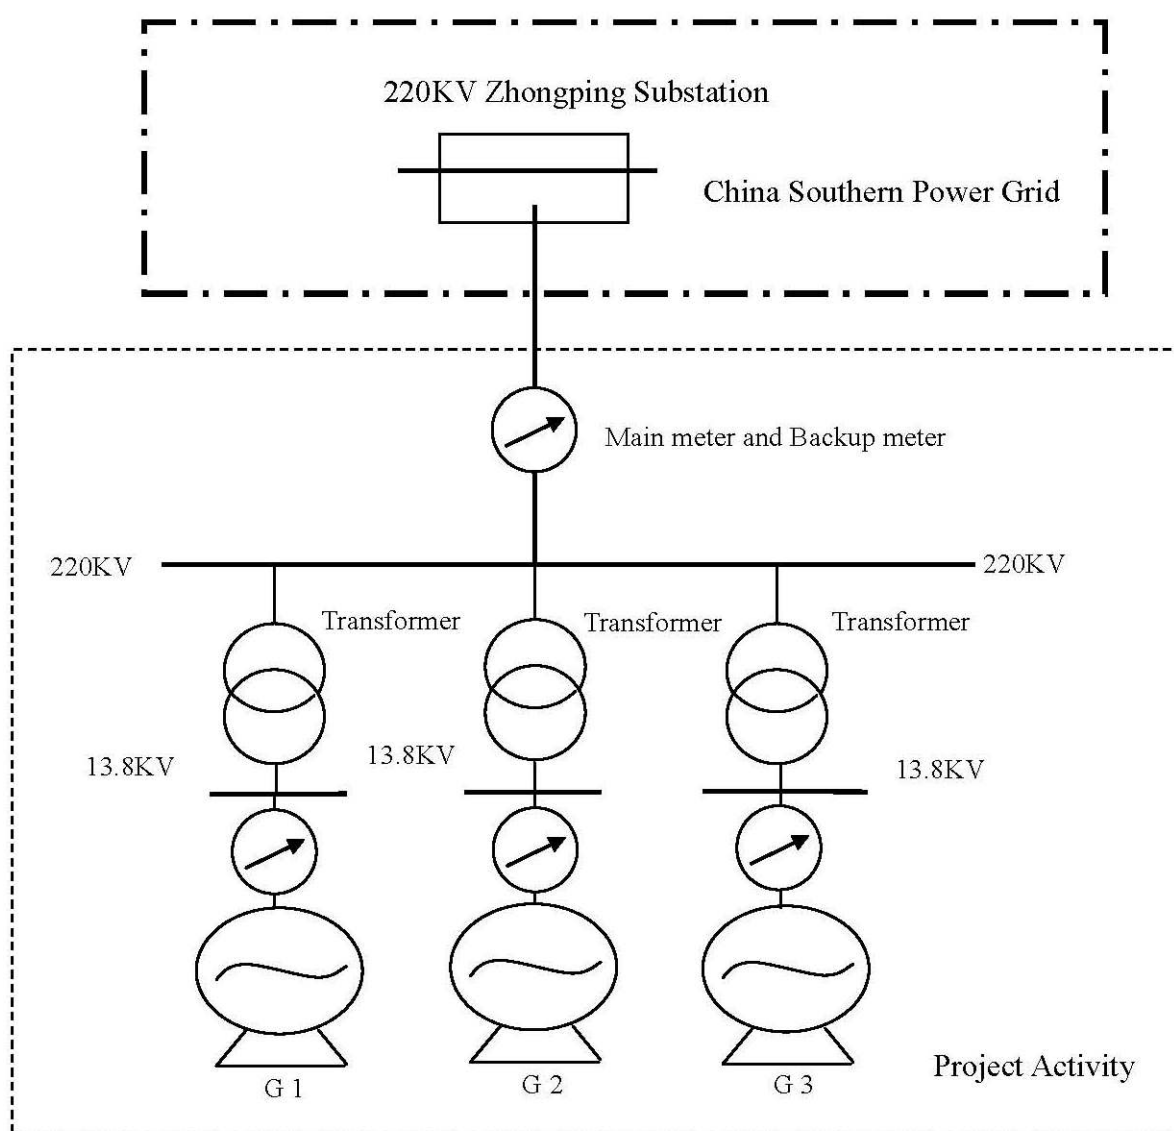 220KV Zhongping Substation
China Southern Power Grid
Main meter and Backup meter
220KV
220KV
Transformer
Transformer
Transformer
13.8KV
13.8KV
13.8KV
G 1
G 2
G 3
Project Activity